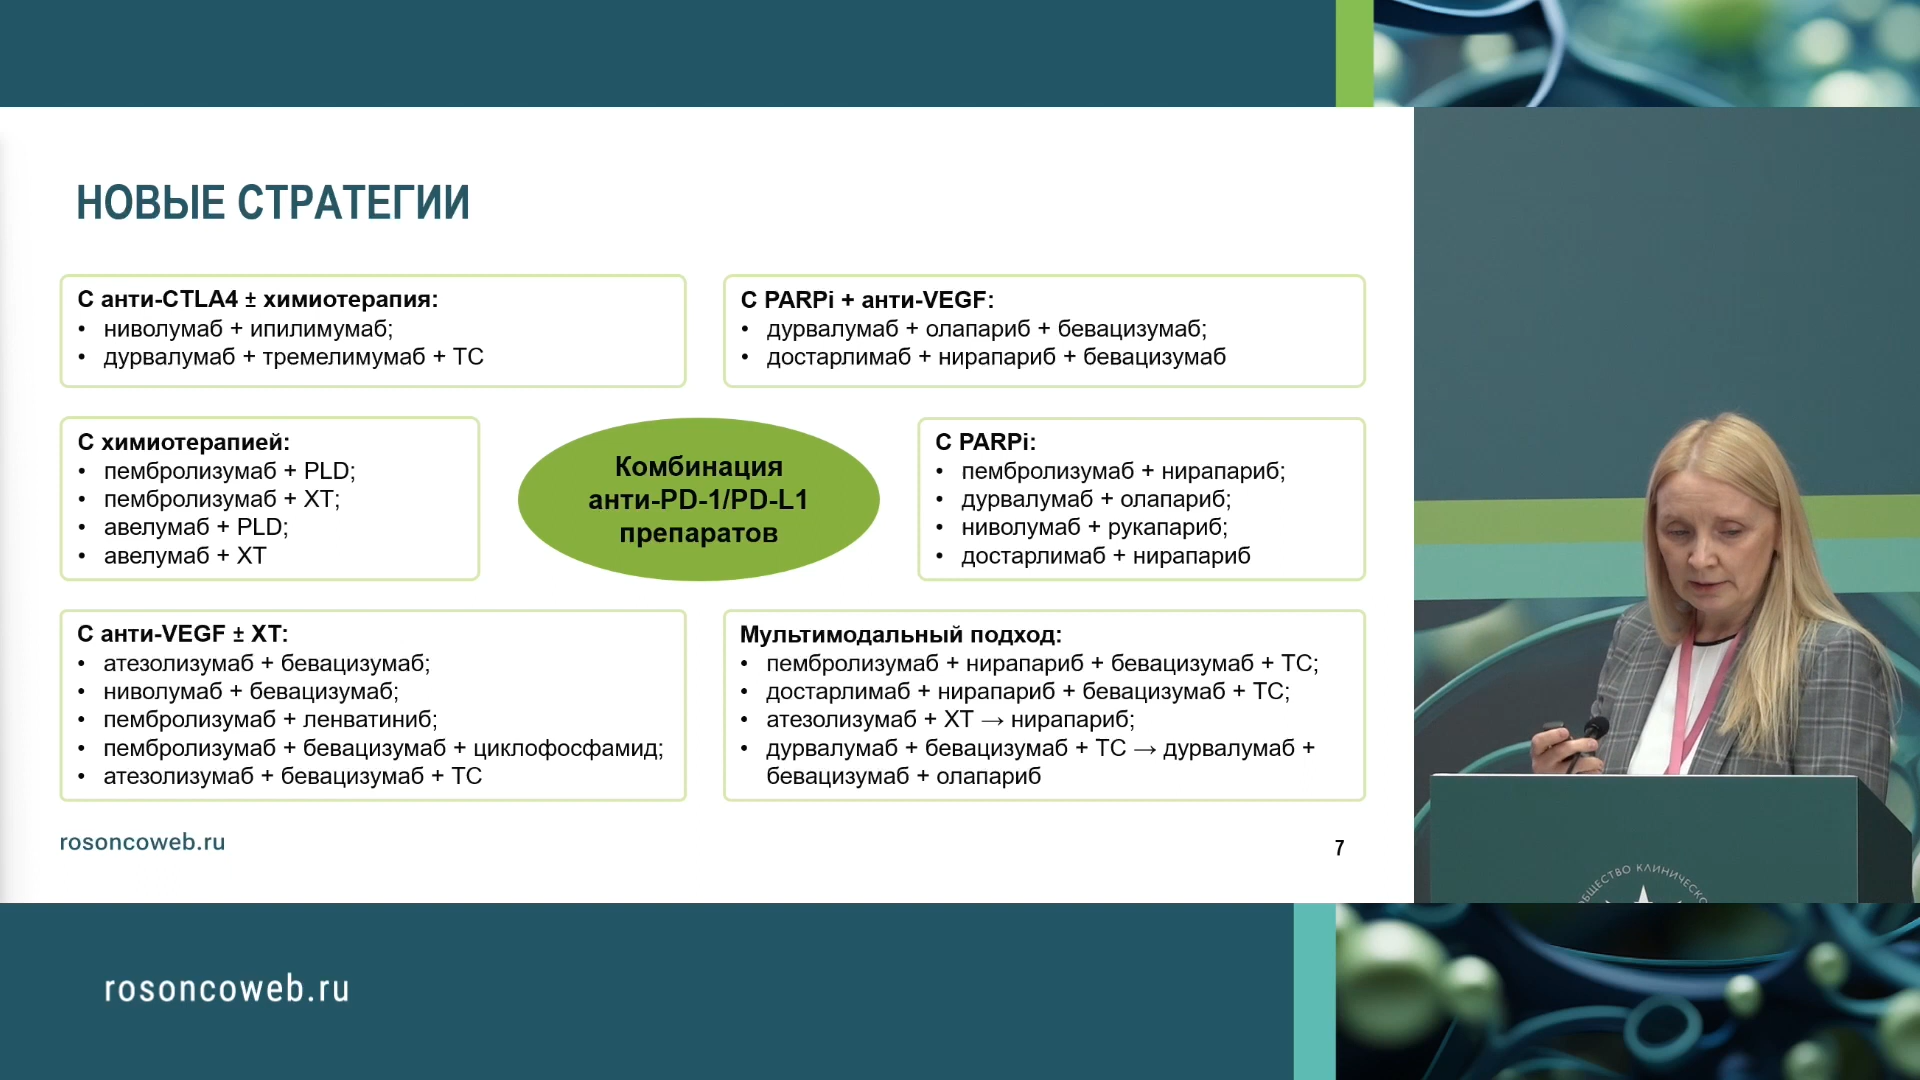 НОВЫЕ СТРАТЕГИИ
С анти-CTLA4 ± химиотерапия:
• ниволумаб + ипилимумаб;
• дурвалумаб + тремелимумаб + ТС
С PARPi + анти-VEGF:
• дурвалумаб + олапариб + бевацизумаб;
• достарлимаб + нирапариб + бевацизумаб
С химиотерапией:
• пембролизумаб + PLD;
• пембролизумаб + ХТ;
• авелумаб + PLD;
• авелумаб + ХТ
Комбинация
анти-PD-1/PD-L1
препаратов
С PARPi:
• пембролизумаб + нирапариб;
• дурвалумаб + олапариб;
• ниволумаб + рукапариб;
• достарлимаб + нирапариб
С анти-VEGF ± ХТ:
• атезолизумаб + бевацизумаб;
• ниволумаб + бевацизумаб;
• пембролизумаб + ленватиниб;
• пембролизумаб + бевацизумаб + циклофосфамид;
• атезолизумаб + бевацизумаб + ТС
Мультимодальный подход:
• пембролизумаб + нирапариб + бевацизумаб + ТС;
• достарлимаб + нирапариб + бевацизумаб + ТС;
• атезолизумаб + ХТ → нирапариб;
• дурвалумаб + бевацизумаб + ТС → дурвалумаб +
бевацизумаб + олапариб
rosoncoweb.ru
7
rosoncoweb.ru